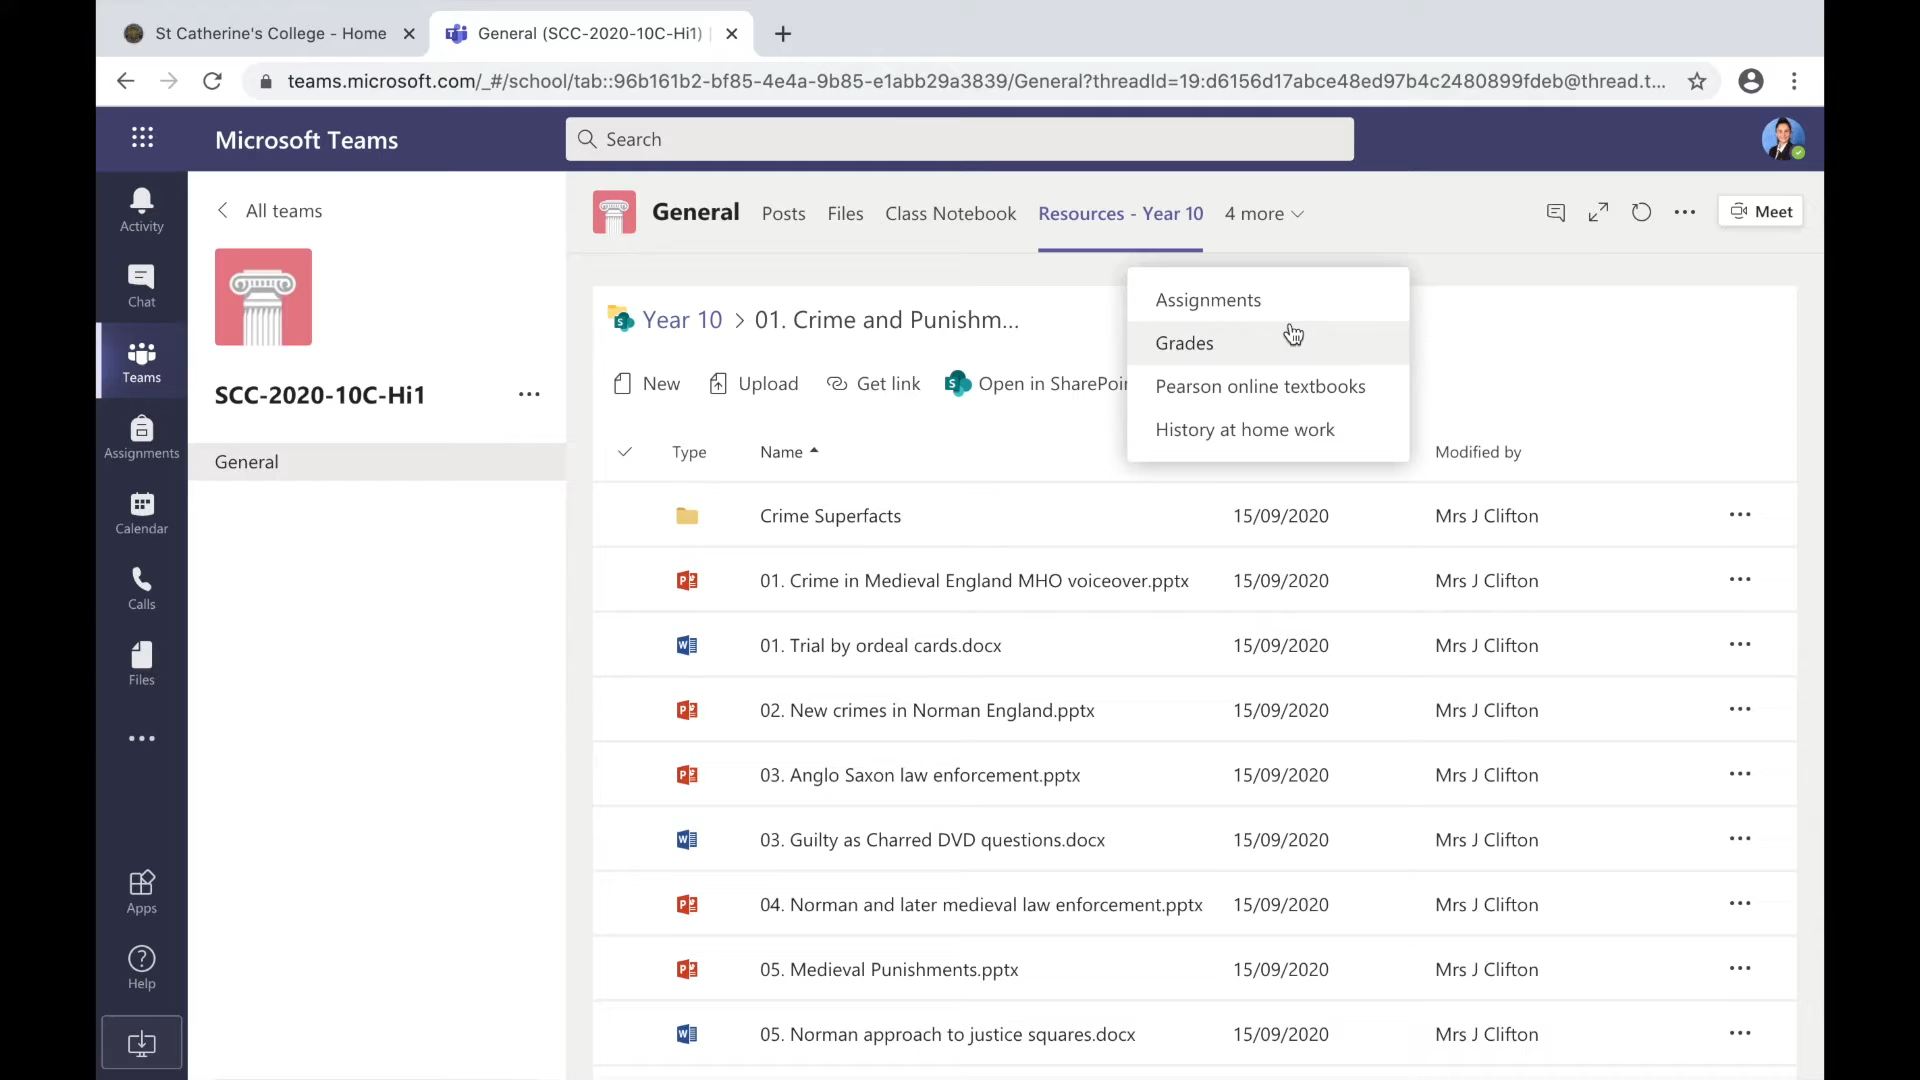 St Catherine's College - Home
General (SCC-2020-10C-Hi1)
teams.microsoft.com/_#/school/tab::96b161b2-bf85-4e4a-9b85-e1abb29a3839/General?threadId=19:d6156d17abce48ed97b4c2480899fdeb@thread.t...
Microsoft Teams
Search
Activity
Chat
Teams
Assignments
Calendar
Calls
Files
Apps
Help
All teams
SCC-2020-10C-Hi1
General
General Posts Files Class Notebook Resources - Year 10 4 more
Meet
Assignments
Grades
Pearson online textbooks
History at home work
Year 10 > 01. Crime and Punishm...
New Upload Get link Open in SharePoin
Type Name Modified by
Crime Superfacts 15/09/2020 Mrs J Clifton
01. Crime in Medieval England MHO voiceover.pptx 15/09/2020 Mrs J Clifton
01. Trial by ordeal cards.docx 15/09/2020 Mrs J Clifton
02. New crimes in Norman England.pptx 15/09/2020 Mrs J Clifton
03. Anglo Saxon law enforcement.pptx 15/09/2020 Mrs J Clifton
03. Guilty as Charred DVD questions.docx 15/09/2020 Mrs J Clifton
04. Norman and later medieval law enforcement.pptx 15/09/2020 Mrs J Clifton
05. Medieval Punishments.pptx 15/09/2020 Mrs J Clifton
05. Norman approach to justice squares.docx 15/09/2020 Mrs J Clifton